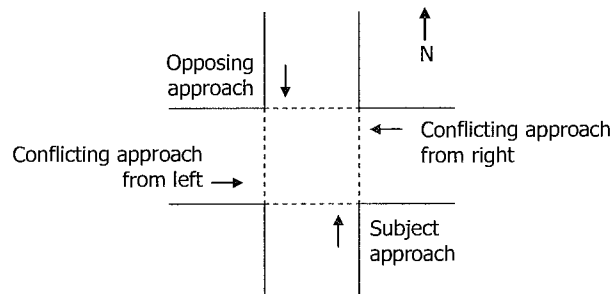 Opposing
approach
N
Conflicting approach
from right
Conflicting approach
from left
Subject
approach